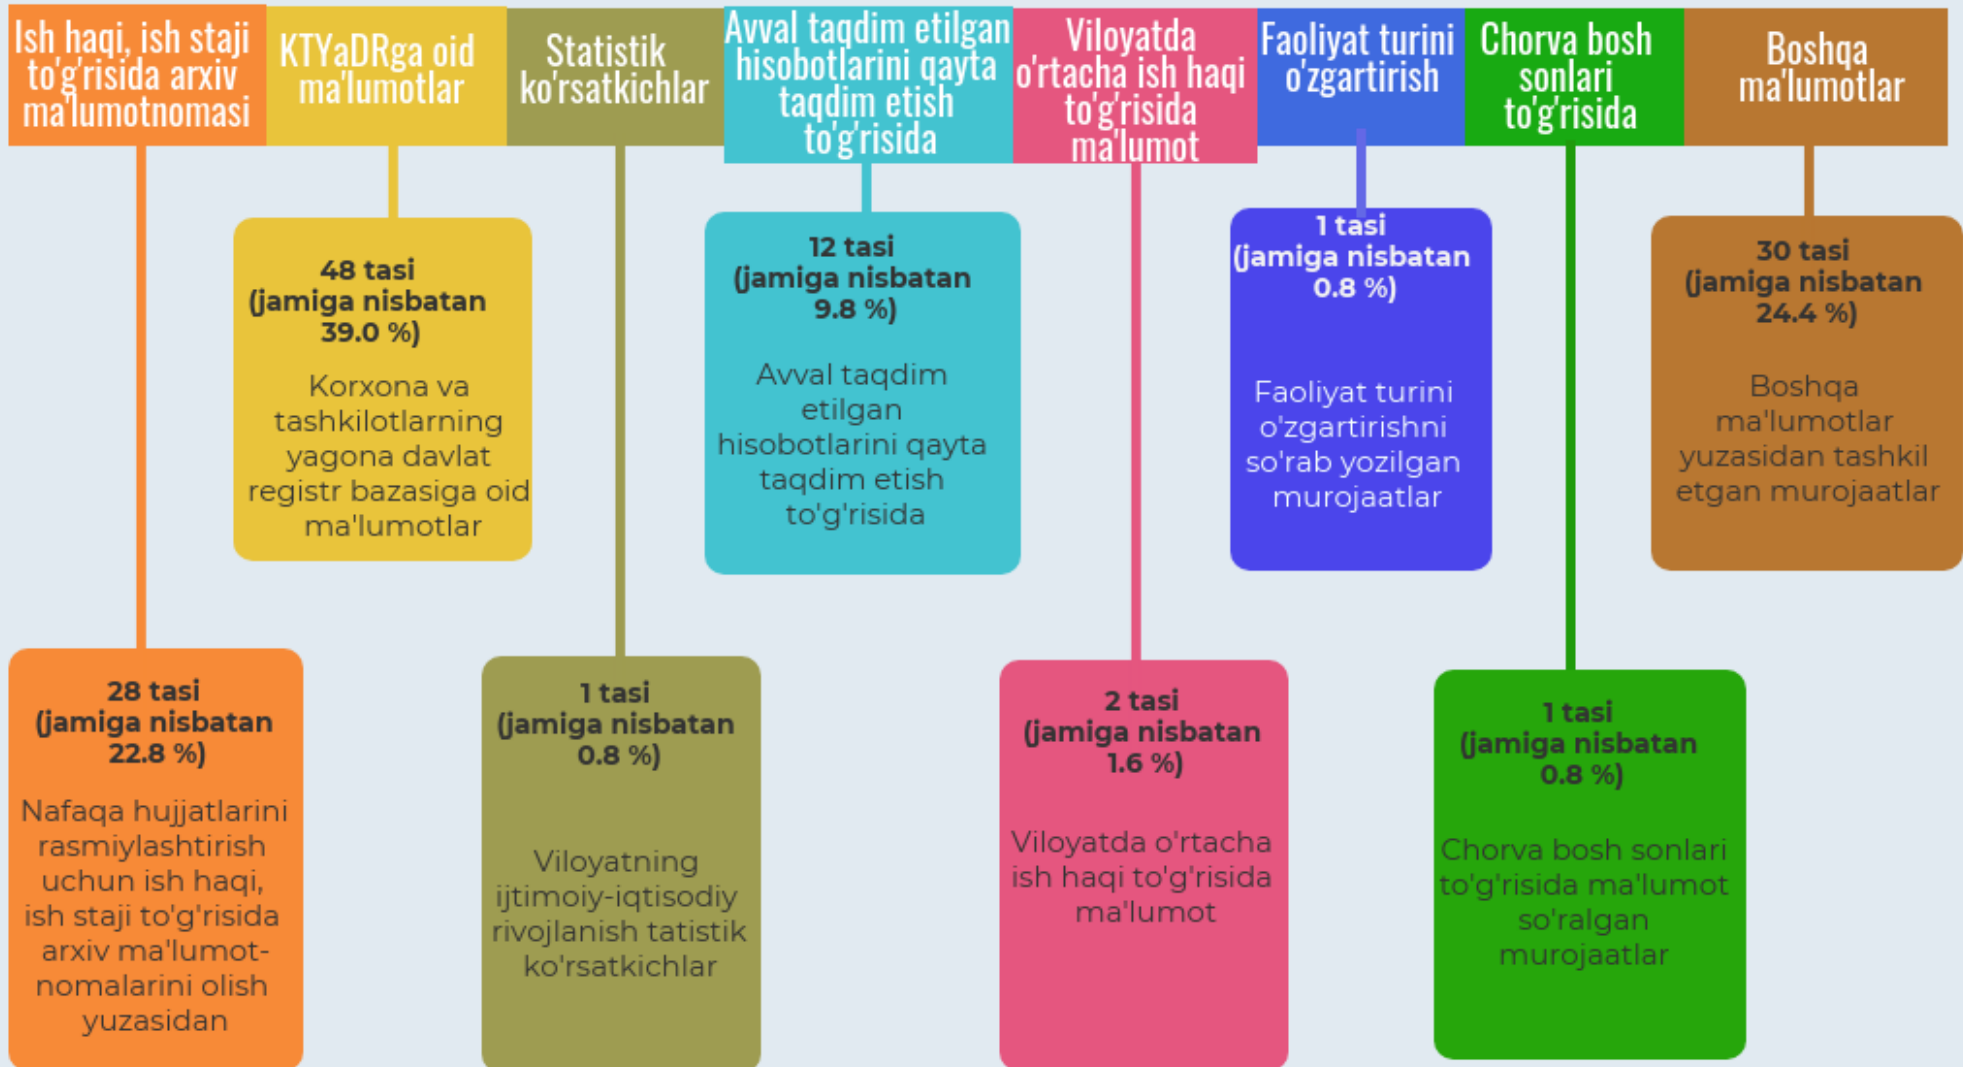 Ish haqi, ish staji
to'g'risida arxiv
ma'lumotnomasi
KTYaDRga oid
ma'lumotlar
Statistik
ko'rsatkichlar
Avval taqdim etilgan
hisobotlarini qayta
taqdim etish
to'g'risida
Viloyatda
o'rtacha ish haqi
to'g'risida
ma'lumot
Faoliyat turini
o'zgartirish
Chorva bosh
sonlari
to'g'risida
Boshqa
ma'lumotlar
48 tasi
(jamiga nisbatan
39.0 %)
Korxona va
tashkilotlarning
yagona davlat
registr bazasiga oid
ma'lumotlar
12 tasi
(jamiga nisbatan
9.8 %)
Avval taqdim
etilgan
hisobotlarini qayta
taqdim etish
to'g'risida
1 tasi
(jamiga nisbatan
0.8 %)
Faoliyat turini
o'zgartirishni
so'rab yozilgan
murojaatlar
30 tasi
(jamiga nisbatan
24.4 %)
Boshqa
ma'lumotlar
yuzasidan tashkil
etgan murojaatlar
28 tasi
(jamiga nisbatan
22.8 %)
Nafaqa hujjatlarini
rasmiylashtirish
uchun ish haqi,
ish staji to'g'risida
arxiv ma'lumot-
nomalarini olish
yuzasidan
1 tasi
(jamiga nisbatan
0.8 %)
Viloyatning
ijtimoiy-iqtisodiy
rivojlanish tatistik
ko'rsatkichlar
2 tasi
(jamiga nisbatan
1.6 %)
Viloyatda o'rtacha
ish haqi to'g'risida
ma'lumot
1 tasi
(jamiga nisbatan
0.8 %)
Chorva bosh sonlari
to'g'risida ma'lumot
so'ralgan
murojaatlar